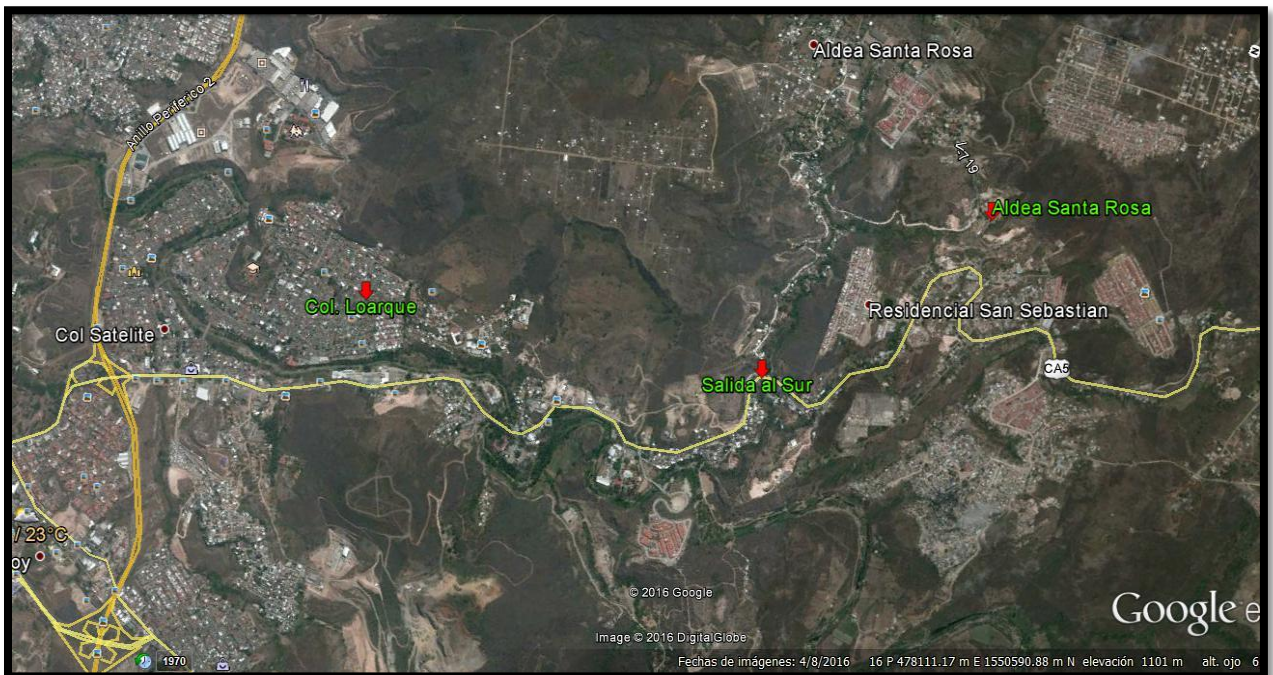 Aldea Santa Rosa
Anillo Periferico 2
V-719
Aldea Santa Rosa
Col. Loarque
Residencial San Sebastian
Col Satelite
CA5
Salida al Sur
/ 23°C
oy
© 2016 Google
Google e
Image © 2016 DigitalGlobe
1970
Fechas de imágenes: 4/8/2016 16 P 478111.17 m E 1550590.88 m N elevación 1101 m alt. ojo 6